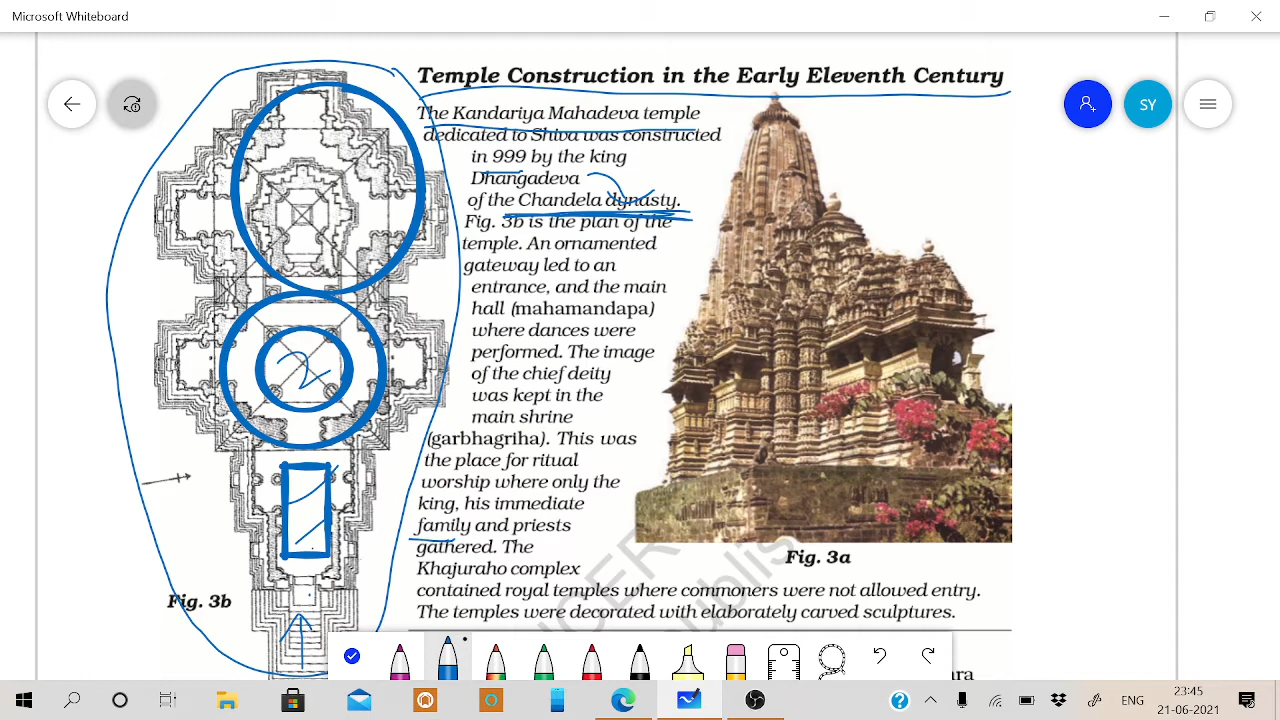 Microsoft Whiteboard
Temple Construction in the Early Eleventh Century
The Kandariya Mahadeva temple
dedicated to Shiva was constructed
in 999 by the king
Dhangadeva
of the Chandela dynasty.
Fig. 3b is the plan of the
temple. An ornamented
gateway led to an
entrance, and the main
hall (mahamandapa)
where dances were
performed. The image
of the chief deity
was kept in the
main shrine
(garbhagriha). This was
the place for ritual
worship where only the
king, his immediate
family and priests
gathered. The
Khajuraho complex
contained royal temples where commoners were not allowed entry.
The temples were decorated with elaborately carved sculptures.
Fig. 3a
Fig. 3b
2
SY
ENG
23:45
21-06-2021